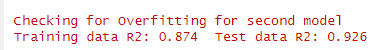 Checking for Overfitting for second model
Training data R2: 0.874  Test data R2: 0.926